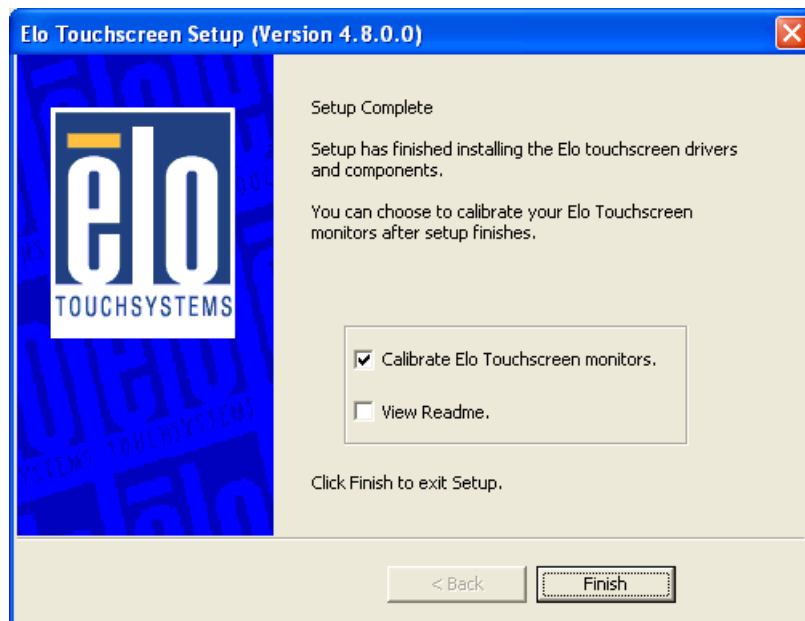 Elo Touchscreen Setup (Version 4.8.0.0)
ēlo
TOUCHSYSTEMS
Setup Complete
Setup has finished installing the Elo touchscreen drivers
and components.
You can choose to calibrate your Elo Touchscreen
monitors after setup finishes.
Calibrate Elo Touchscreen monitors.
View Readme.
Click Finish to exit Setup.
< Back
Finish